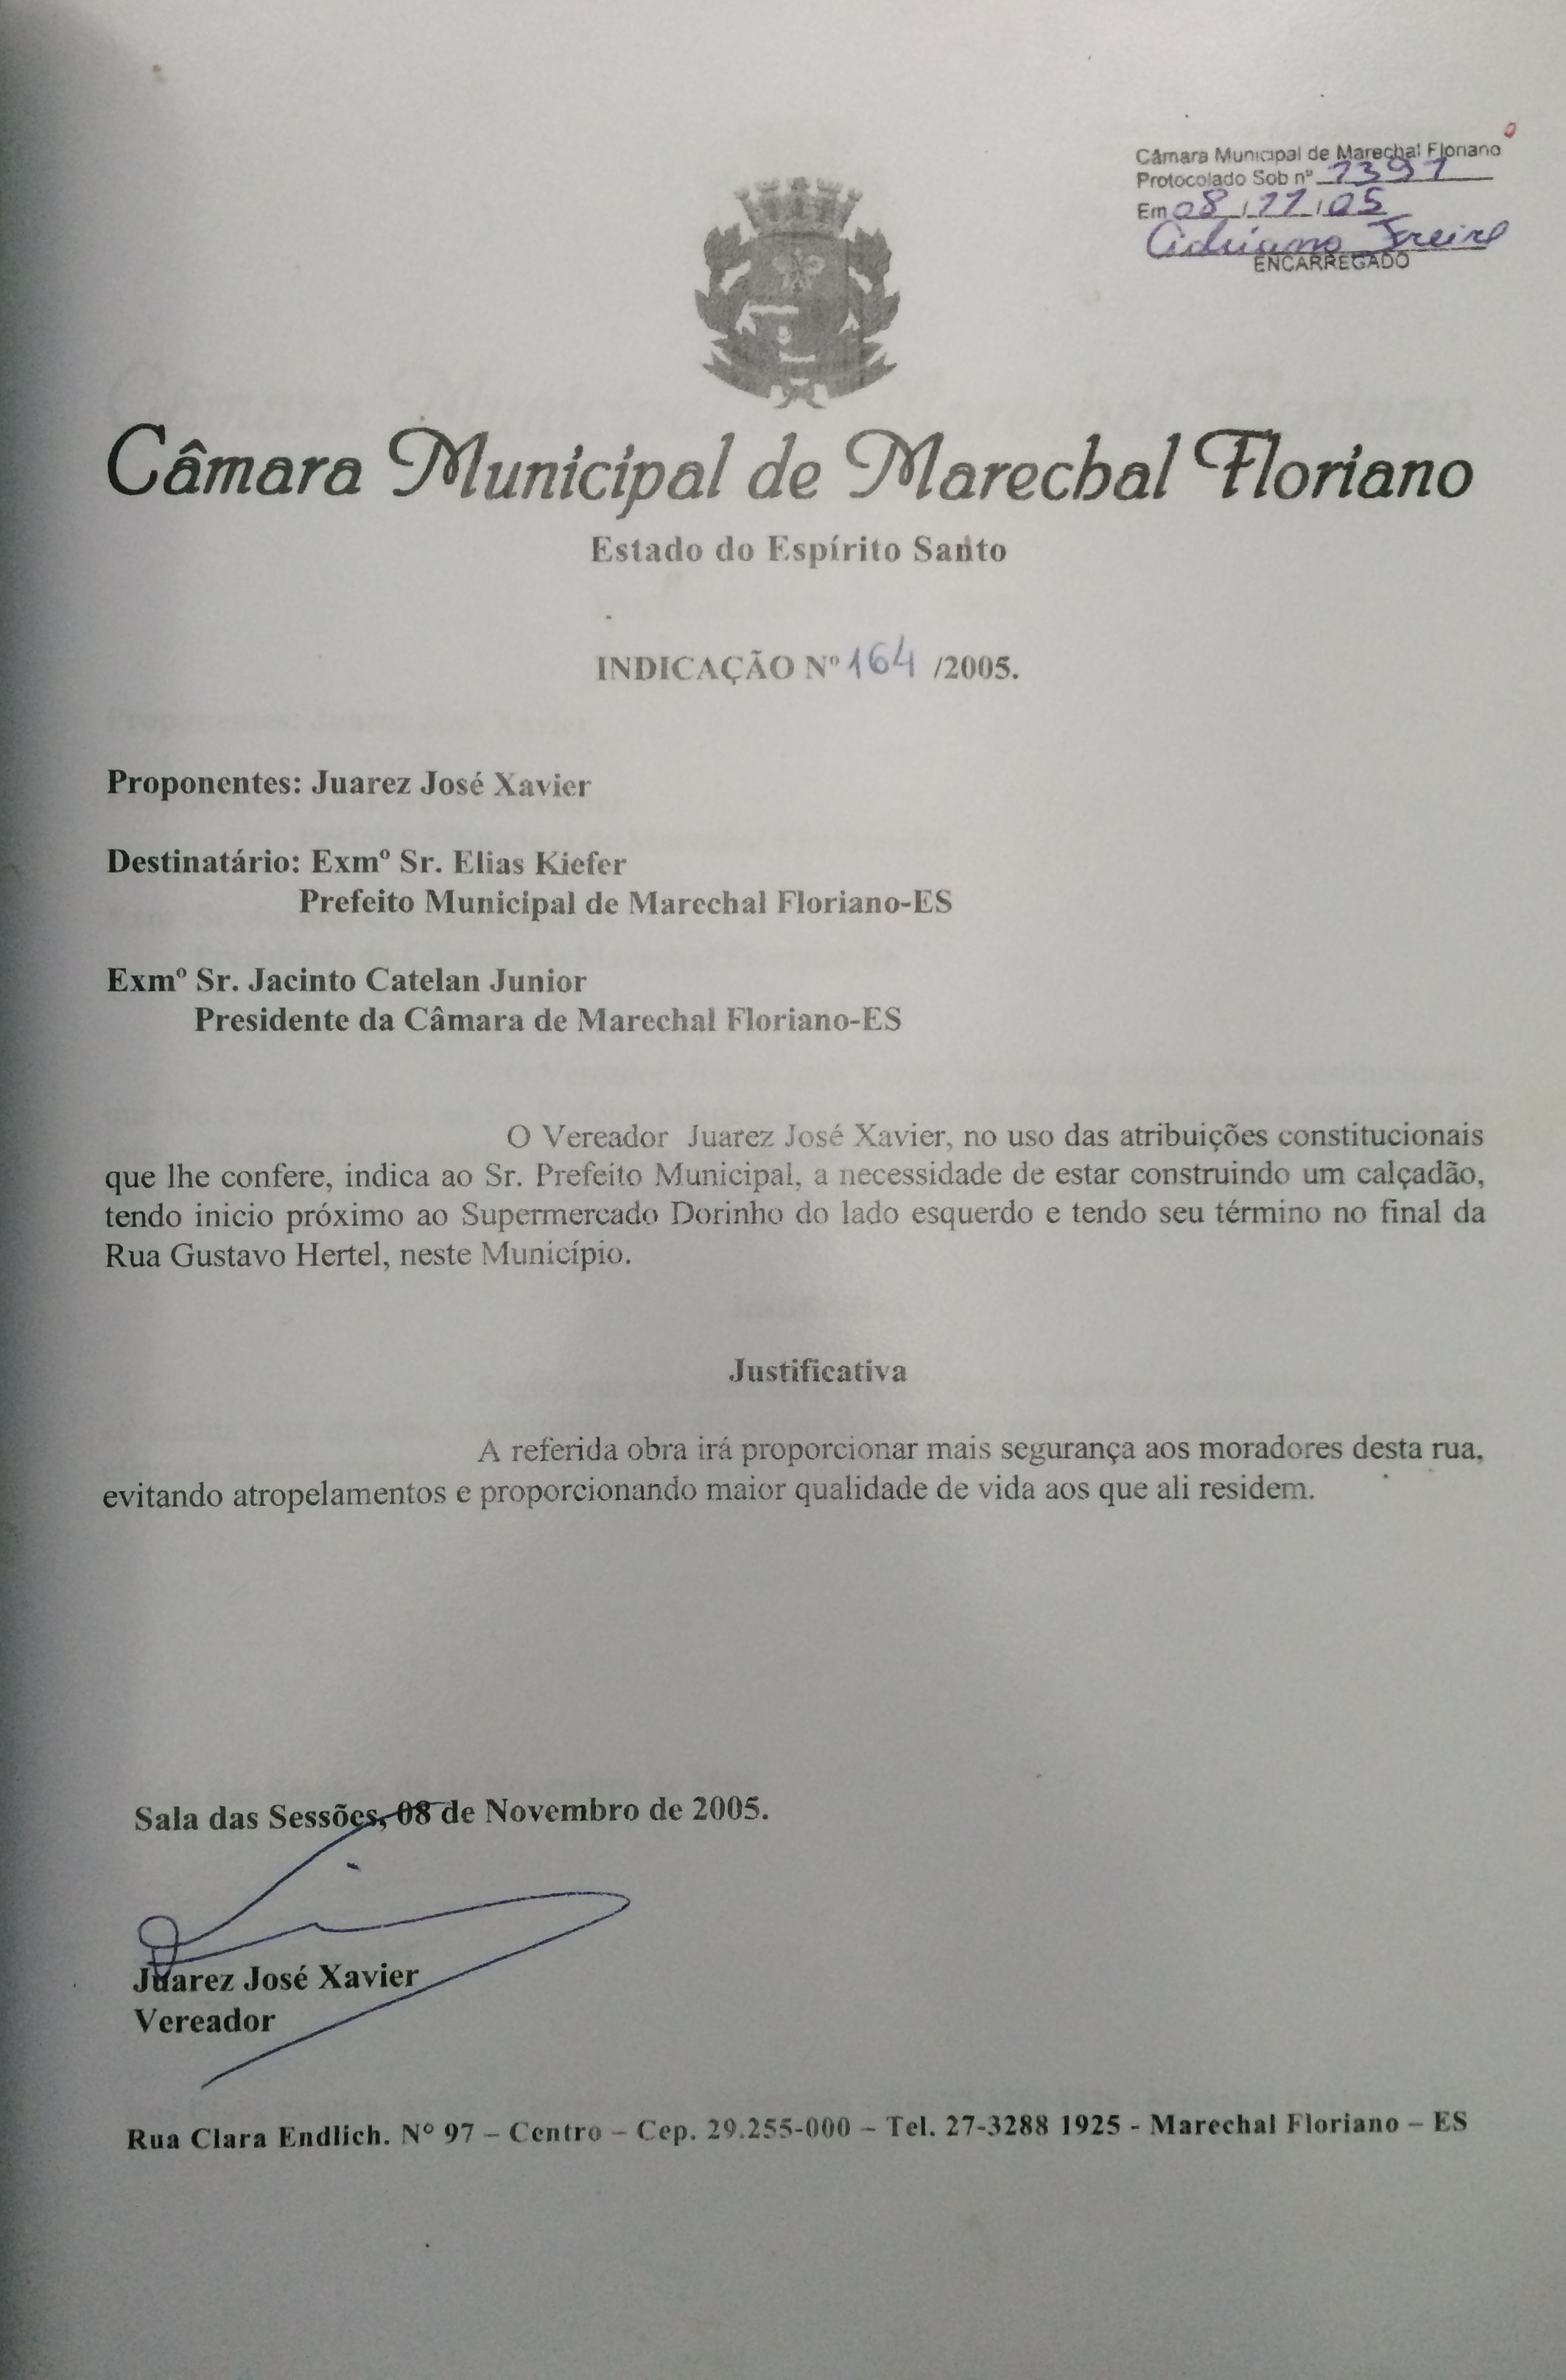 Câmara Municipal de Marechal Floriano
Protocolado Sob nº 1391
Em 08 / 11 / 05
Adriano Freire
ENCARREGADO
Câmara Municipal de Marechal Floriano
Estado do Espírito Santo
INDICAÇÃO Nº 164 /2005.
Proponentes: Juarez José Xavier
Destinatário: Exmº Sr. Elias Kiefer
Prefeito Municipal de Marechal Floriano-ES
Exmº Sr. Jacinto Catelan Junior
Presidente da Câmara de Marechal Floriano-ES
O Vereador Juarez José Xavier, no uso das atribuições constitucionais
que lhe confere, indica ao Sr. Prefeito Municipal, a necessidade de estar construindo um calçadão,
tendo inicio próximo ao Supermercado Dorinho do lado esquerdo e tendo seu término no final da
Rua Gustavo Hertel, neste Município.
Justificativa
A referida obra irá proporcionar mais segurança aos moradores desta rua,
evitando atropelamentos e proporcionando maior qualidade de vida aos que ali residem.
Sala das Sessões, 08 de Novembro de 2005.
Juarez José Xavier
Vereador
Rua Clara Endlich. Nº 97 – Centro – Cep. 29.255-000 – Tel. 27-3288 1925 - Marechal Floriano – ES